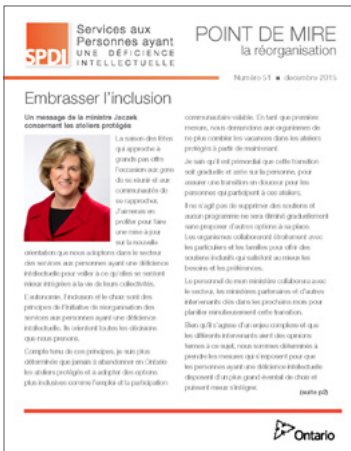 SPDI
Services aux
Personnes ayant
UNE DÉFICIENCE
INTELLECTUELLE
POINT DE MIRE
la réorganisation
Numéro 51 ■ décembre 2015
Embrasser l'inclusion
Un message de la ministre Jaczek
concernant les ateliers protégés
La saison des fêtes
qui approche à
grands pas offre
l'occasion aux gens
de se réunir et aux
communautés de
se rapprocher.
J'aimerais en
profiter pour faire
une mise à jour
sur la nouvelle
orientation que nous adoptons dans le secteur
des services aux personnes ayant une déficience
intellectuelle pour veiller à ce qu'elles se sentent
mieux intégrées à la vie de leurs collectivités.
L'autonomie, l'inclusion et le choix sont des
principes de l'initiative de réorganisation des
services aux personnes ayant une déficience
intellectuelle. Ils orientent toutes les décisions
que nous prenons.
Compte tenu de ces principes, je suis plus
déterminée que jamais à abandonner en Ontario
les ateliers protégés et à adopter des options
plus inclusives comme l'emploi et la participation
communautaire valable. En tant que première
mesure, nous demandons aux organismes de
ne plus combler les vacances dans les ateliers
protégés à partir de maintenant.
Je sais qu'il est primordial que cette transition
soit graduelle et axée sur la personne, pour
assurer une transition en douceur pour les
personnes qui participent à ces ateliers.
Il ne s'agit pas de supprimer des soutiens et
aucun programme ne sera éliminé graduellement
sans proposer d'autres options à sa place.
Les organismes collaboreront étroitement avec
les particuliers et les familles pour offrir des
soutiens inclusifs qui satisfont au mieux les
besoins et les préférences.
Le personnel de mon ministère collaborera avec
le secteur, les ministères partenaires et d'autres
intervenants clés dans les prochains mois pour
planifier minutieusement cette transition.
Bien qu'il s'agisse d'un enjeu complexe et que
les différents intervenants aient des opinions
fermes à ce sujet, nous sommes déterminés à
prendre les mesures qui s'imposent pour que
les personnes ayant une déficience intellectuelle
disposent d'un plus grand éventail de choix et
puissent mieux s'intégrer.
(suite p2)
Ontario